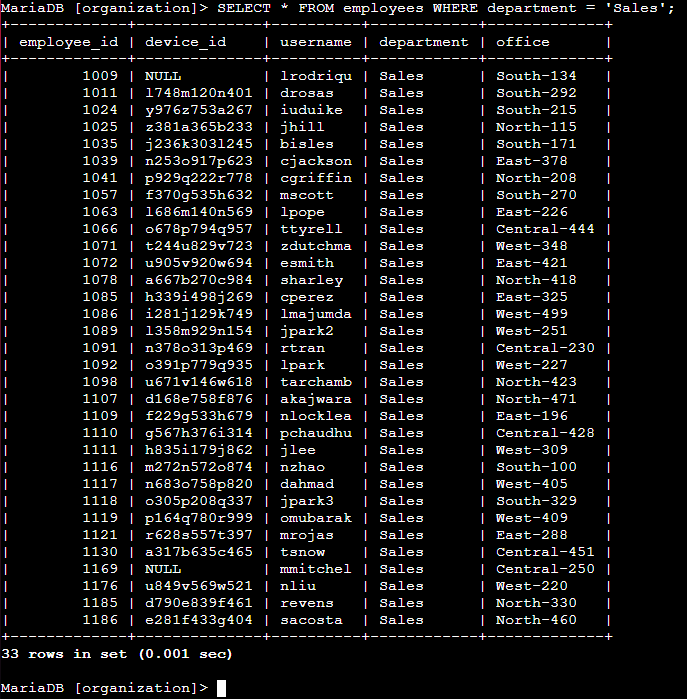 MariaDB [organization]> SELECT * FROM employees WHERE department = 'Sales';
+-------------+--------------+----------+------------+-------------+
| employee_id | device_id    | username | department | office      |
+-------------+--------------+----------+------------+-------------+
|        1009 | NULL         | lrodriqu | Sales      | South-134   |
|        1011 | l748m120n401 | drosas   | Sales      | South-292   |
|        1024 | y976z753a267 | iuduike  | Sales      | South-215   |
|        1025 | z381a365b233 | jhill    | Sales      | North-115   |
|        1035 | j236k303l245 | bisles   | Sales      | South-171   |
|        1039 | n253o917p623 | cjackson | Sales      | East-378    |
|        1041 | p929q222r778 | cgriffin | Sales      | North-208   |
|        1057 | f370g535h632 | mscott   | Sales      | South-270   |
|        1063 | l686m140n569 | lpope    | Sales      | East-226    |
|        1066 | o678p794q957 | ttyrell  | Sales      | Central-444 |
|        1071 | t244u829v723 | zdutchma | Sales      | West-348    |
|        1072 | u905v920w694 | esmith   | Sales      | East-421    |
|        1078 | a667b270c984 | sharley  | Sales      | North-418   |
|        1085 | h339i498j269 | cperez   | Sales      | East-325    |
|        1086 | i281j129k749 | lmajumda | Sales      | West-499    |
|        1089 | l358m929n154 | jpark2   | Sales      | West-251    |
|        1091 | n378o313p469 | rtran    | Sales      | Central-230 |
|        1092 | o391p779q935 | lpark    | Sales      | West-227    |
|        1098 | u671v146w618 | tarchamb | Sales      | North-423   |
|        1107 | d168e758f876 | akajwara | Sales      | North-471   |
|        1109 | f229g533h679 | nlocklea | Sales      | East-196    |
|        1110 | g567h376i314 | pchaudhu | Sales      | Central-428 |
|        1111 | h835i179j862 | jlee     | Sales      | West-309    |
|        1116 | m272n572o874 | nzhao    | Sales      | South-100   |
|        1117 | n683o758p820 | dahmad   | Sales      | West-405    |
|        1118 | o305p208q337 | jpark3   | Sales      | South-329   |
|        1119 | p164q780r999 | omubarak | Sales      | West-409    |
|        1121 | r628s557t397 | mrojas   | Sales      | East-288    |
|        1130 | a317b635c465 | tsnow    | Sales      | Central-451 |
|        1169 | NULL         | mmitchel | Sales      | Central-250 |
|        1176 | u849v569w521 | nliu     | Sales      | West-220    |
|        1185 | d790e839f461 | revens   | Sales      | North-330   |
|        1186 | e281f433g404 | sacosta  | Sales      | North-460   |
+-------------+--------------+----------+------------+-------------+
33 rows in set (0.001 sec)
MariaDB [organization]>